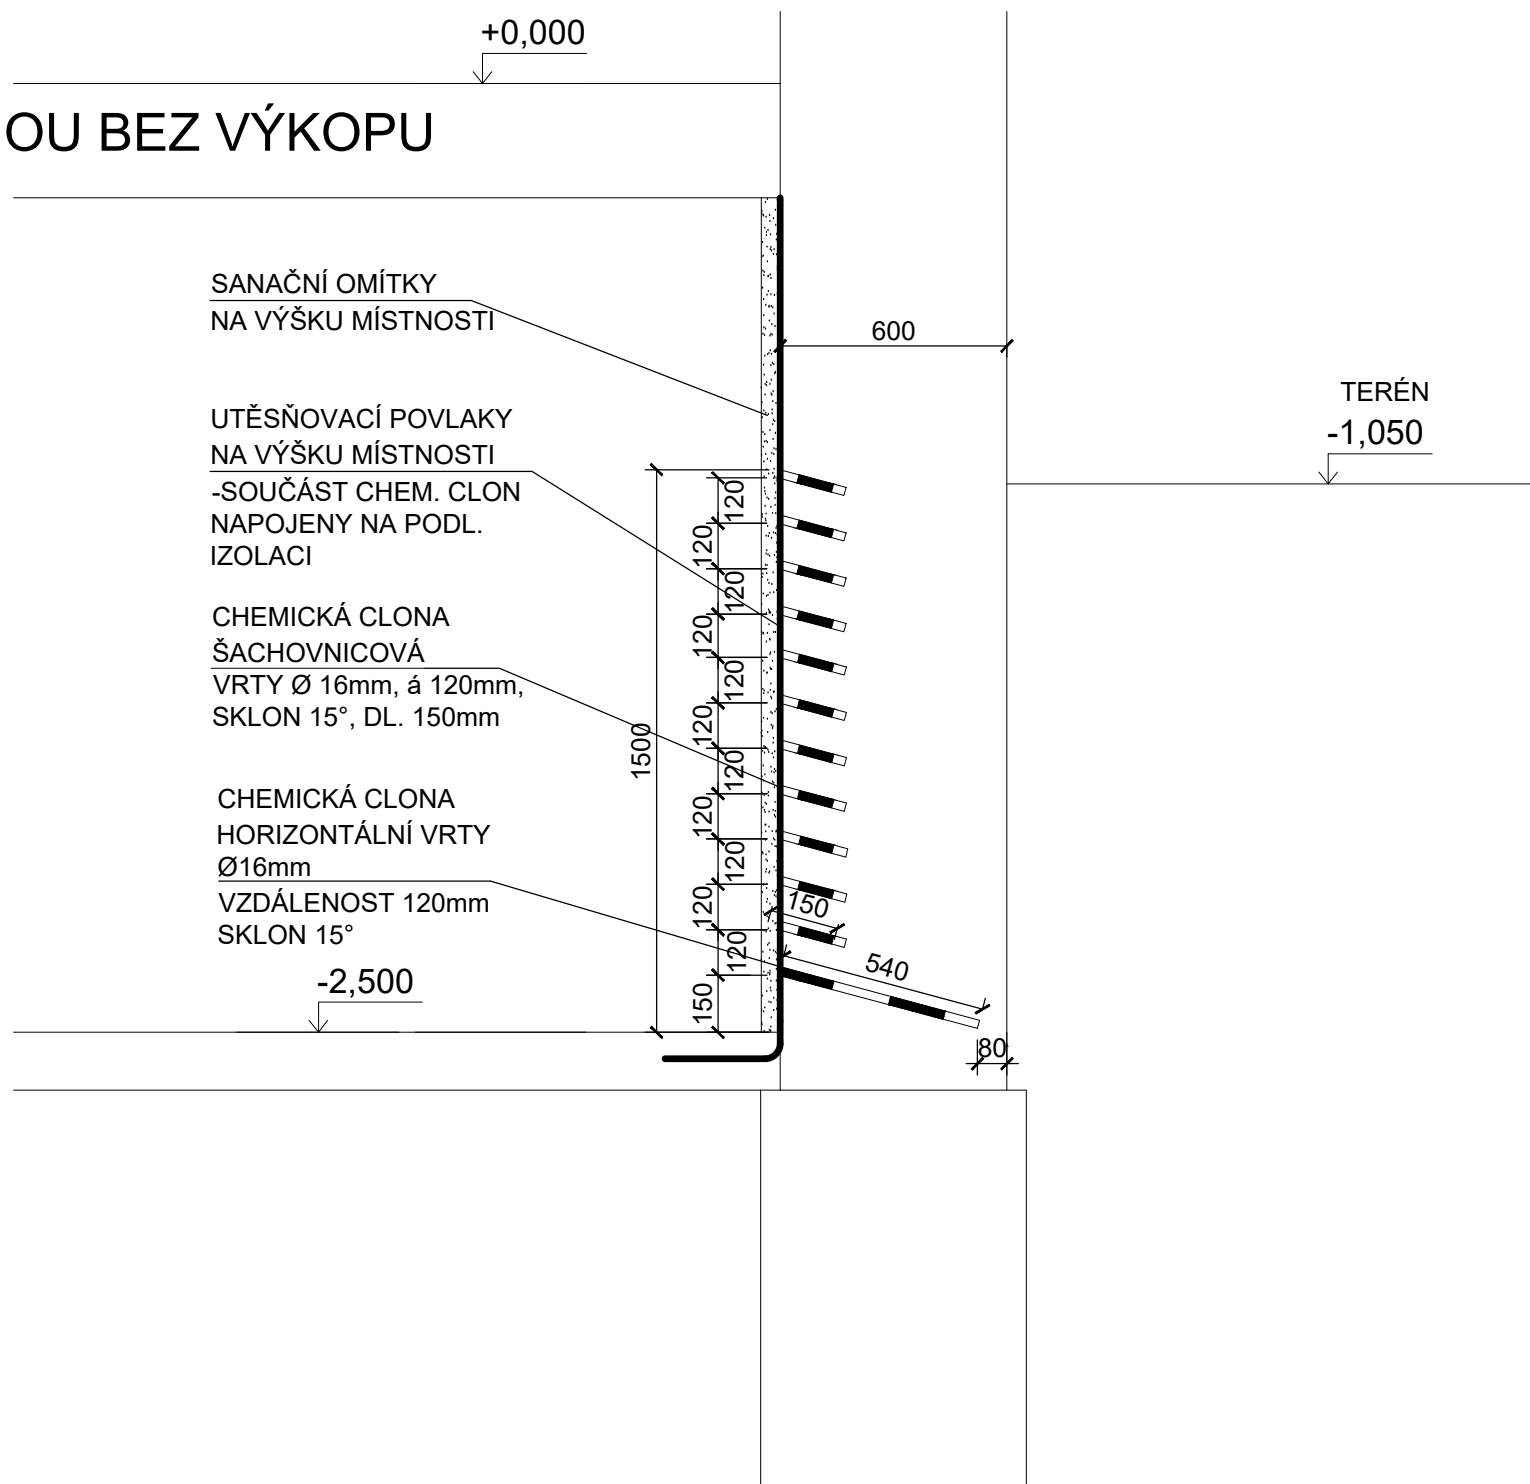 +0,000
OU BEZ VÝKOPU
SANAČNÍ OMÍTKY
NA VÝŠKU MÍSTNOSTI
600
TERÉN
-1,050
UTĚSŇOVACÍ POVLAKY
NA VÝŠKU MÍSTNOSTI
-SOUČÁST CHEM. CLON
NAPOJENY NA PODL.
IZOLACI
CHEMICKÁ CLONA
ŠACHOVNICOVÁ
VRTY Ø 16mm, á 120mm,
SKLON 15°, DL. 150mm
CHEMICKÁ CLONA
HORIZONTÁLNÍ VRTY
Ø16mm
VZDÁLENOST 120mm
SKLON 15°
-2,500
1500
120
120
120
120
120
120
120
120
120
120
120
150
150
540
80